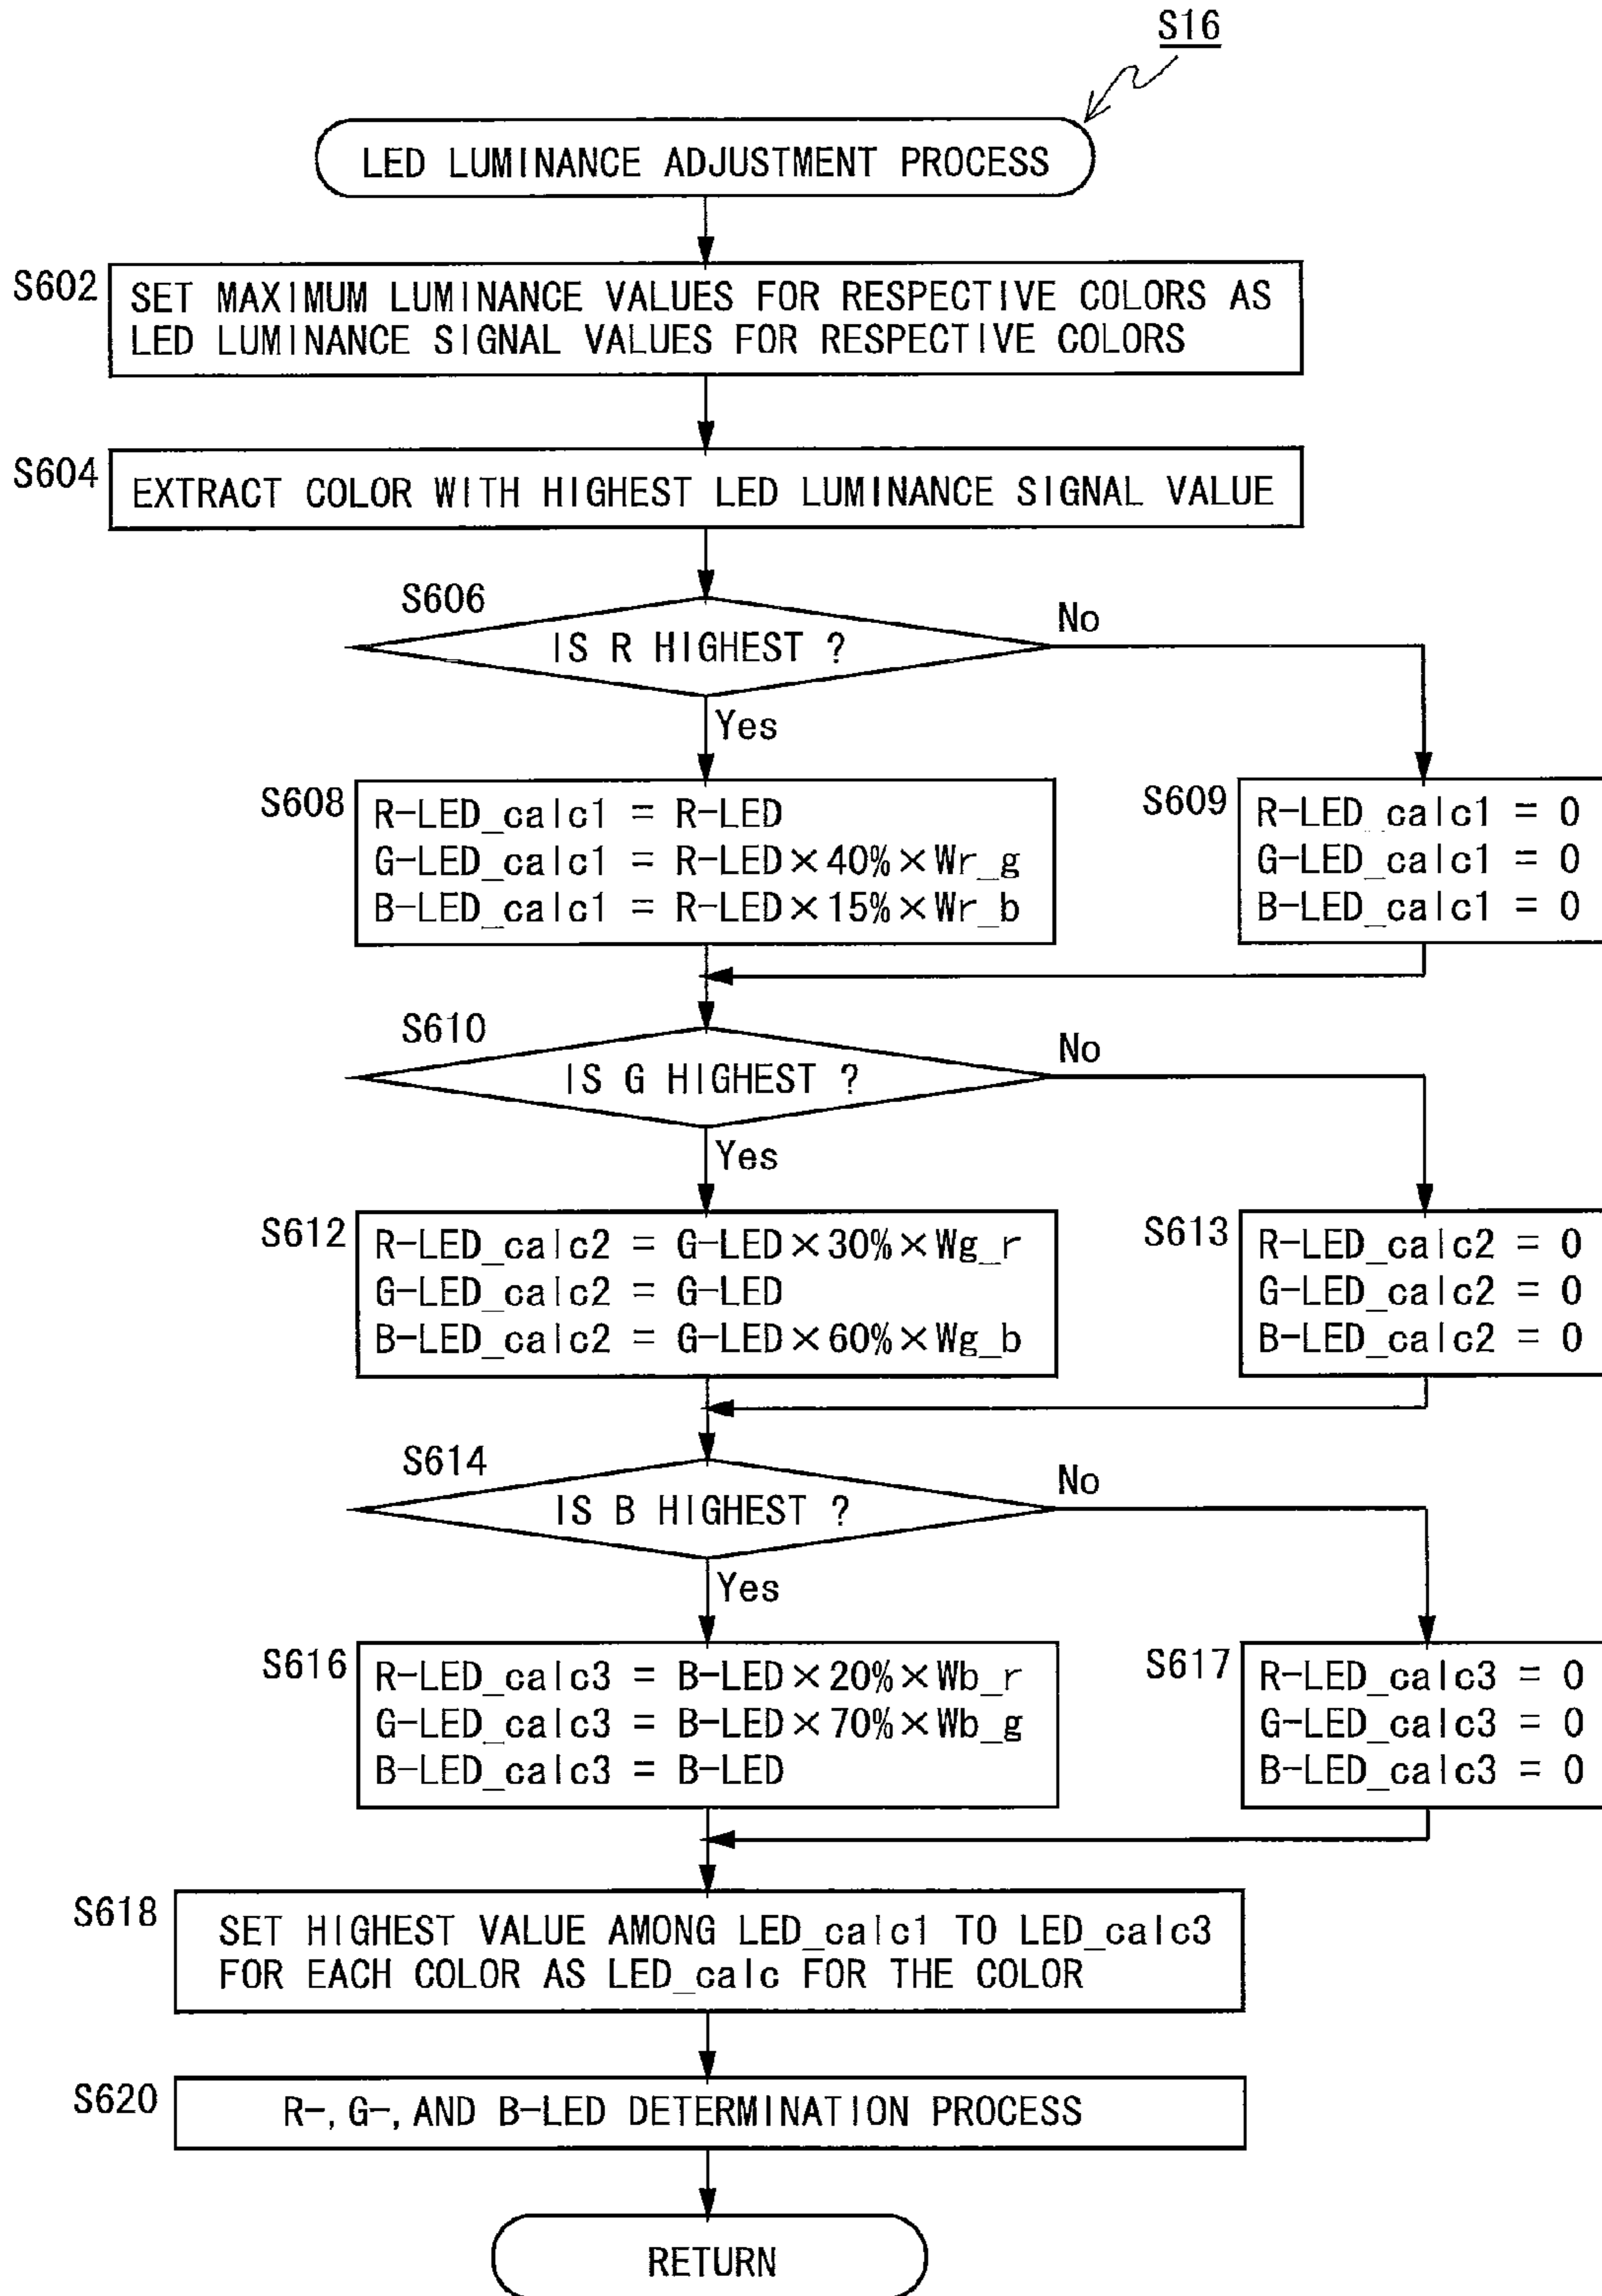 S16
LED LUMINANCE ADJUSTMENT PROCESS
S602
SET MAXIMUM LUMINANCE VALUES FOR RESPECTIVE COLORS AS
LED LUMINANCE SIGNAL VALUES FOR RESPECTIVE COLORS
S604
EXTRACT COLOR WITH HIGHEST LED LUMINANCE SIGNAL VALUE
S606
IS R HIGHEST ?
No
Yes
S608
R-LED_calc1 = R-LED
G-LED_calc1 = R-LED×40%×Wr_g
B-LED_calc1 = R-LED×15%×Wr_b
S609
R-LED_calc1 = 0
G-LED_calc1 = 0
B-LED_calc1 = 0
S610
IS G HIGHEST ?
No
Yes
S612
R-LED_calc2 = G-LED×30%×Wg_r
G-LED_calc2 = G-LED
B-LED_calc2 = G-LED×60%×Wg_b
S613
R-LED_calc2 = 0
G-LED_calc2 = 0
B-LED_calc2 = 0
S614
IS B HIGHEST ?
No
Yes
S616
R-LED_calc3 = B-LED×20%×Wb_r
G-LED_calc3 = B-LED×70%×Wb_g
B-LED_calc3 = B-LED
S617
R-LED_calc3 = 0
G-LED_calc3 = 0
B-LED_calc3 = 0
S618
SET HIGHEST VALUE AMONG LED_calc1 TO LED_calc3
FOR EACH COLOR AS LED_calc FOR THE COLOR
S620
R-, G-, AND B-LED DETERMINATION PROCESS
RETURN